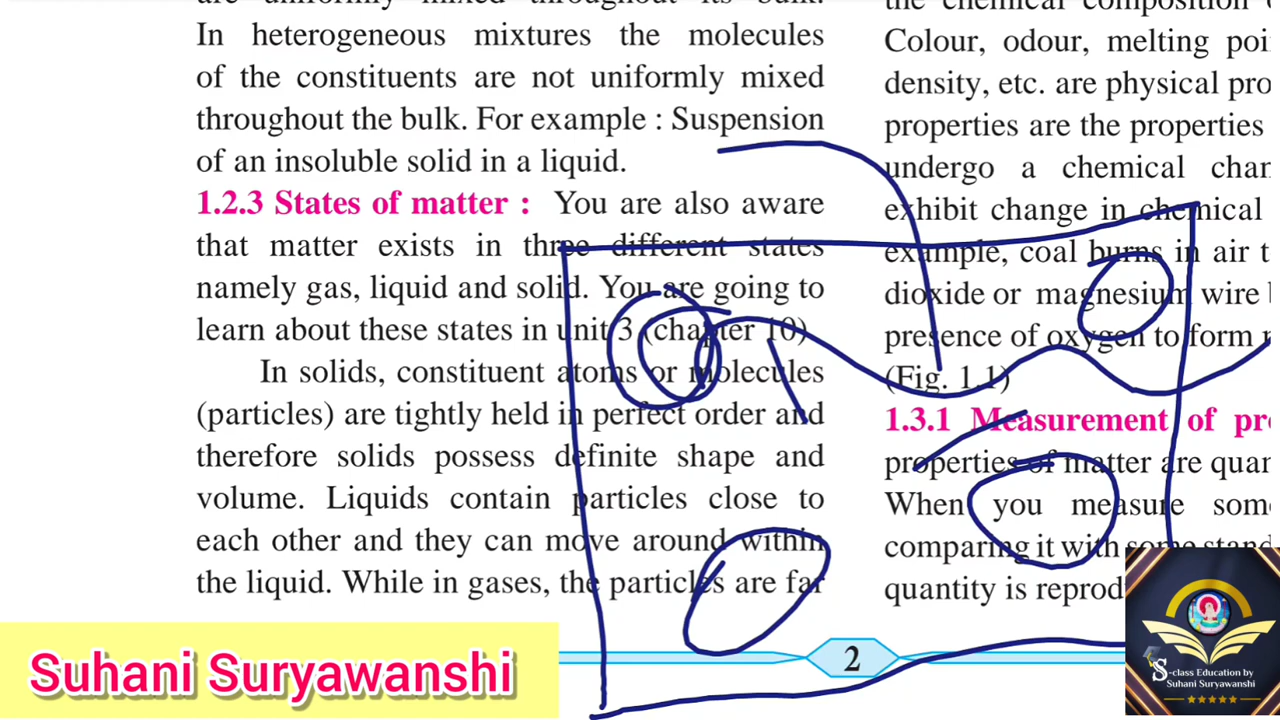 are uniformly mixed throughout its bulk.
In heterogeneous mixtures the molecules
of the constituents are not uniformly mixed
throughout the bulk. For example : Suspension
of an insoluble solid in a liquid.
1.2.3 States of matter : You are also aware
that matter exists in three different states
namely gas, liquid and solid. You are going to
learn about these states in unit 3 (chapter 10).
In solids, constituent atoms or molecules
(particles) are tightly held in perfect order and
therefore solids possess definite shape and
volume. Liquids contain particles close to
each other and they can move around within
the liquid. While in gases, the particles are far
the chemical composition
Colour, odour, melting poi
density, etc. are physical pro
properties are the properties
undergo a chemical chan
exhibit change in chemical
example, coal burns in air t
dioxide or magnesium wire b
presence of oxygen to form
(Fig. 1.1)
1.3.1 Measurement of pro
properties of matter are quan
When you measure some
comparing it with some stand
quantity is reprod
2
Suhani Suryawanshi
S-class Education by
Suhani Suryawanshi